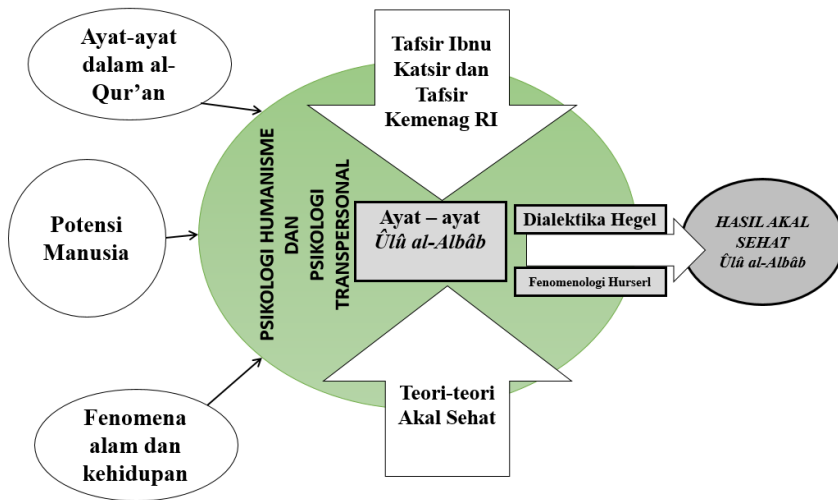 Ayat-ayat
dalam al-
Qur'an
Potensi
Manusia
Fenomena
alam dan
kehidupan
PSIKOLOGI HUMANISME
DAN
PSIKOLOGI
TRANSPERSONAL
Tafsir Ibnu
Katsir dan
Tafsir
Kemenag RI
Ayat – ayat
Ûlû al-Albâb
Teori-teori
Akal Sehat
Dialektika Hegel
Fenomenologi Hurserl
HASIL AKAL
SEHAT
Ûlû al-Albâb